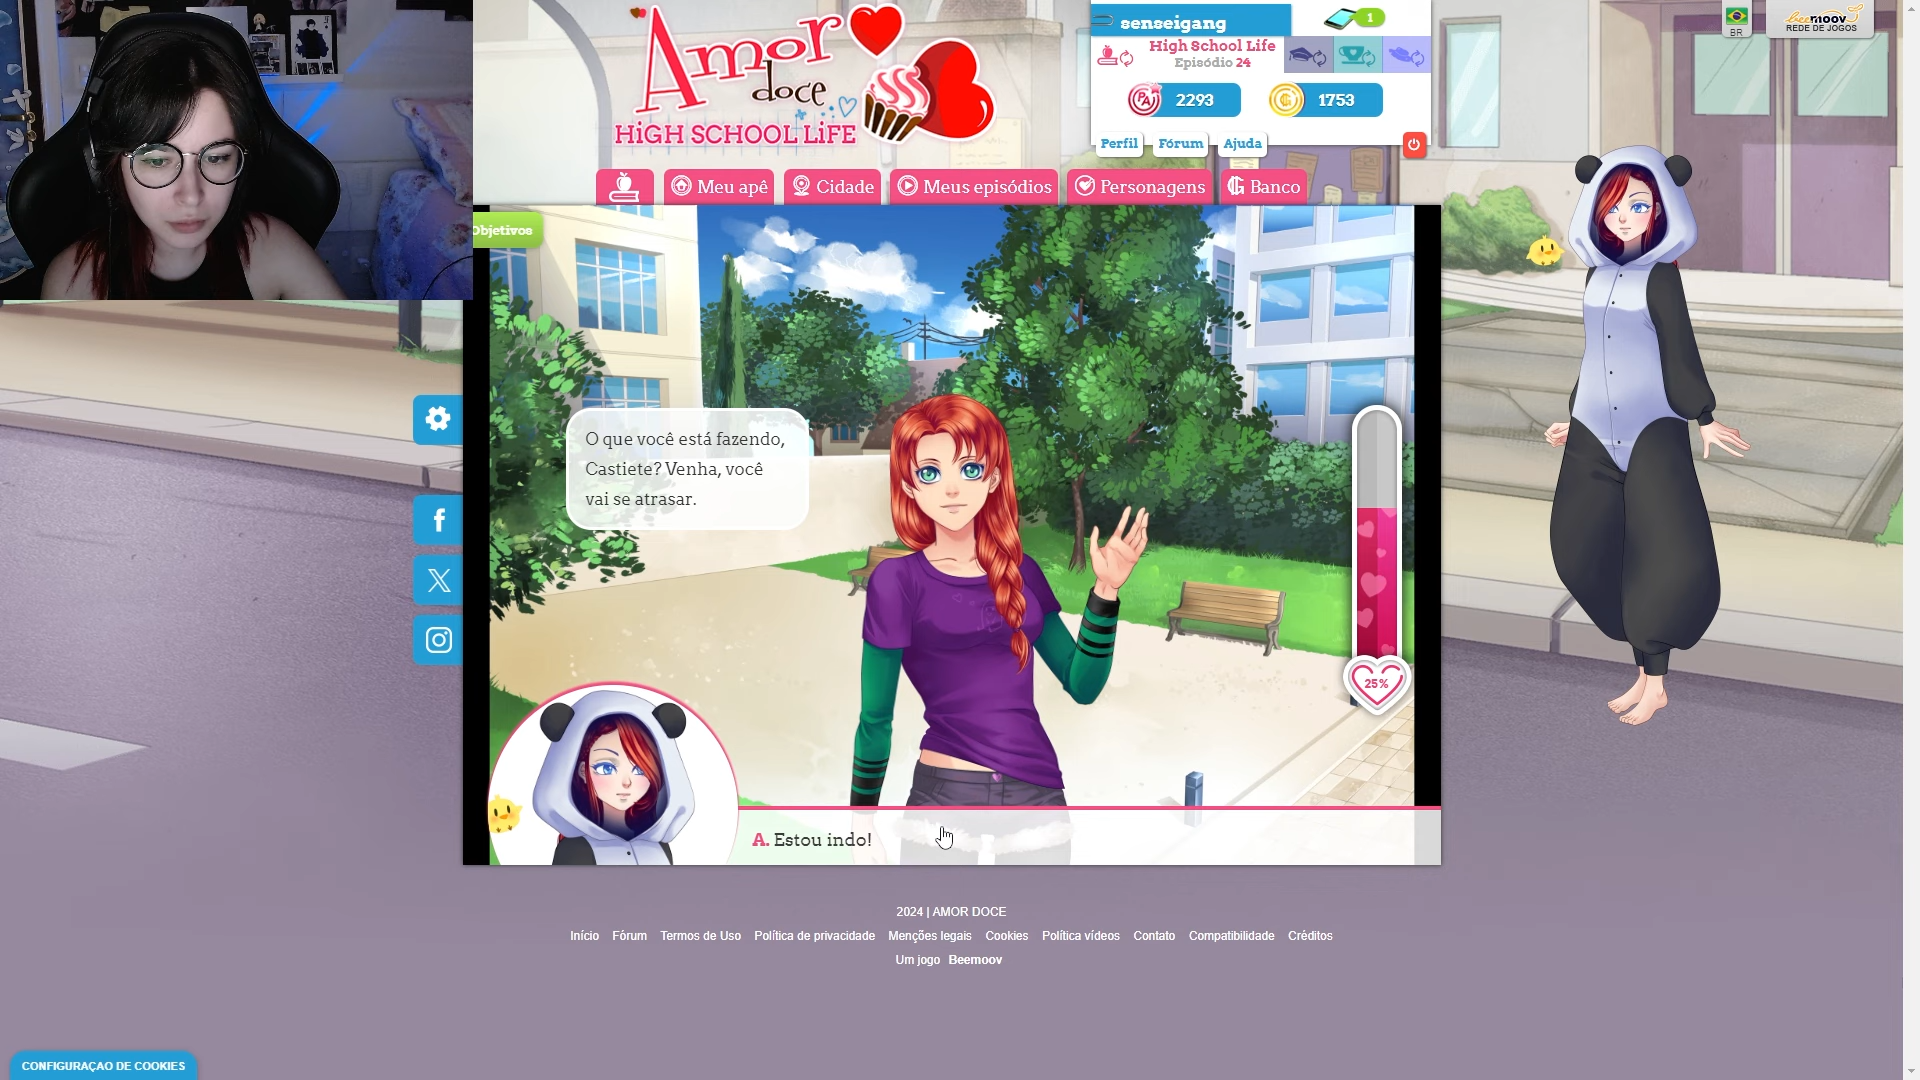 Amor
doce
HiGH SCHOOL LiFE
senseigang
1
High School Life
Episódio 24
PA
2293
1753
Perfil
Fórum
Ajuda
BR
beemoov
REDE DE JOGOS
Meu apê
Cidade
Meus episódios
Personagens
Banco
Objetivos
O que você está fazendo,
Castiete? Venha, você
vai se atrasar.
25%
A. Estou indo!
2024 | AMOR DOCE
Início Fórum Termos de Uso Política de privacidade Menções legais Cookies Política vídeos Contato Compatibilidade Créditos
Um jogo Beemoov
CONFIGURAÇAO DE COOKIES